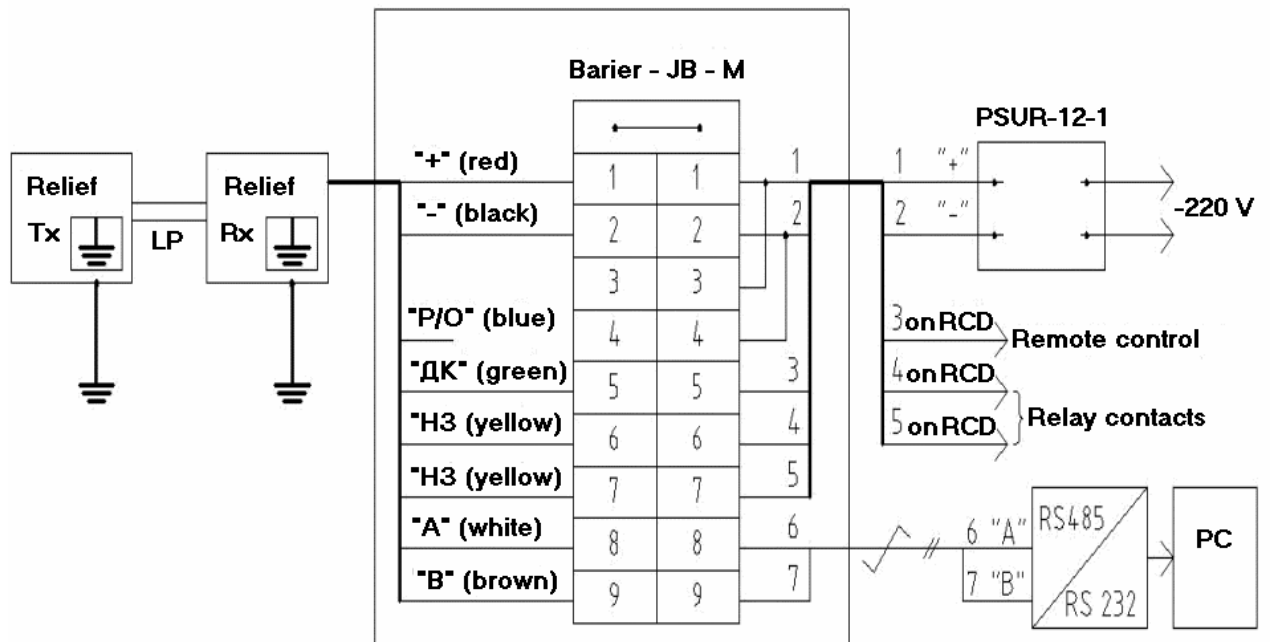 Barier - JB - M
PSUR-12-1
Relief
Tx
LP
Relief
Rx
"+" (red)
"-" (black)
"P/O" (blue)
"ДК" (green)
"НЗ (yellow)
"НЗ (yellow)
"A" (white)
"B" (brown)
1 1
2 2
3 3
4 4
5 5
6 6
7 7
8 8
9 9
1
2
3
4
5
6
7
1 "+"
2 "-"
-220 V
3 on RCD Remote control
4 on RCD
5 on RCD
Relay contacts
6 "A"
7 "B"
RS485
RS 232
PC